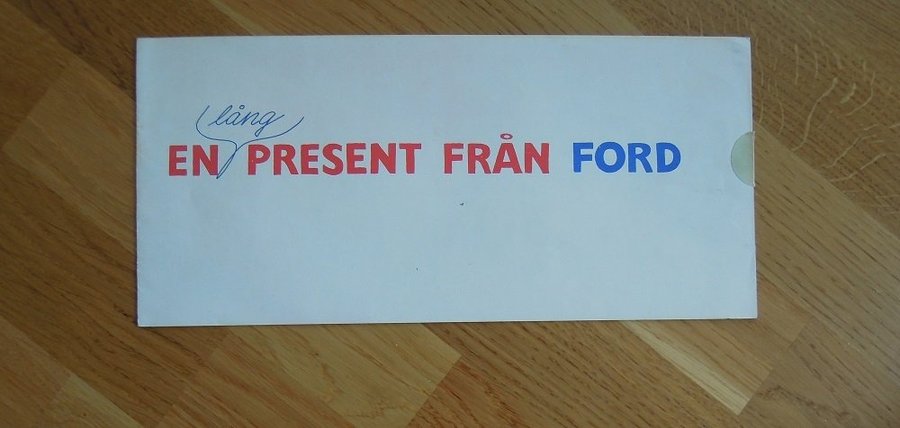 lång
EN PRESENT FRÅN FORD